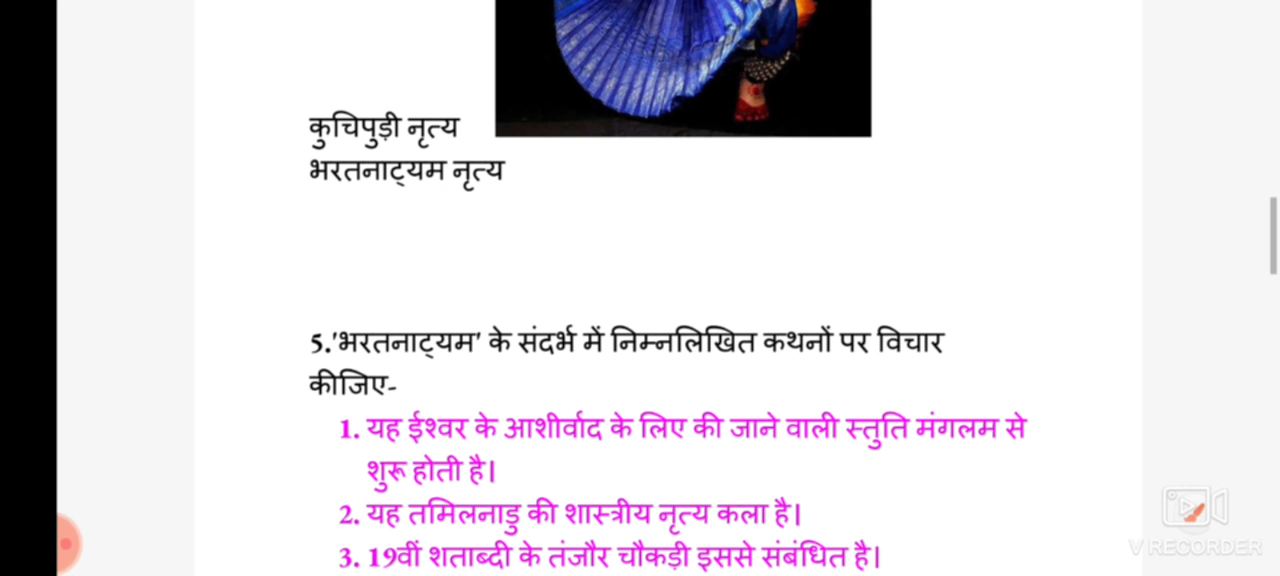 कुचिपुड़ी नृत्य
भरतनाट्यम नृत्य
5.'भरतनाट्यम' के संदर्भ में निम्नलिखित कथनों पर विचार
कीजिए-
1. यह ईश्वर के आशीर्वाद के लिए की जाने वाली स्तुति मंगलम से
शुरू होती है।
2. यह तमिलनाडु की शास्त्रीय नृत्य कला है।
3. 19वीं शताब्दी के तंजौर चौकड़ी इससे संबंधित है।
V RECORDER